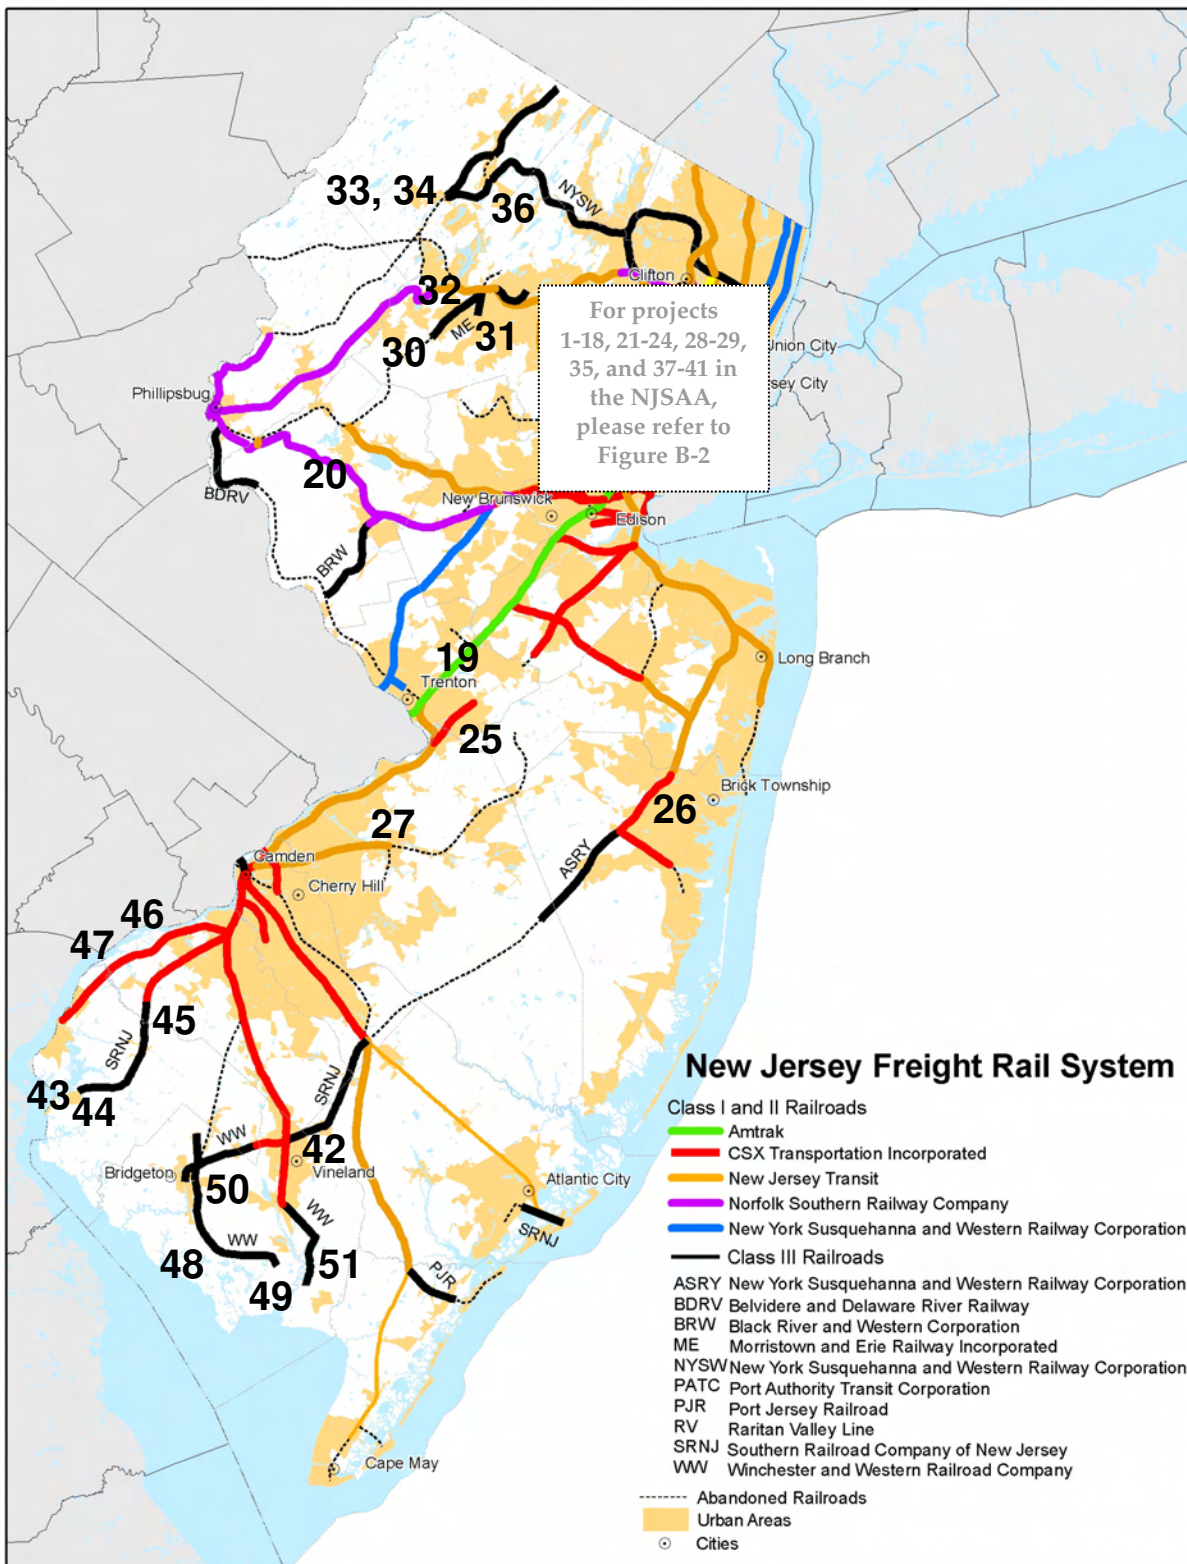 33, 34
36
NYSW
Clifton
32
ME
31
30
For projects
1-18, 21-24, 28-29,
35, and 37-41 in
the NJSAA,
please refer to
Figure B-2
Union City
sey City
Phillipsbug
20
BDRV
New Brunswick
Edison
BRW
19
Long Branch
Trenton
25
Brick Township
26
27
ASRY
Camden
Cherry Hill
46
47
45
SRNJ
43
44
SRNJ
WW
42
Bridgeton
Vineland
50
Atlantic City
WW
SRNJ
WW
48
51
PJR
49
Cape May
New Jersey Freight Rail System
Class I and II Railroads
Amtrak
CSX Transportation Incorporated
New Jersey Transit
Norfolk Southern Railway Company
New York Susquehanna and Western Railway Corporation
Class III Railroads
ASRY New York Susquehanna and Western Railway Corporation
BDRV Belvidere and Delaware River Railway
BRW Black River and Western Corporation
ME Morristown and Erie Railway Incorporated
NYSW New York Susquehanna and Western Railway Corporation
PATC Port Authority Transit Corporation
PJR Port Jersey Railroad
RV Raritan Valley Line
SRNJ Southern Railroad Company of New Jersey
WW Winchester and Western Railroad Company
Abandoned Railroads
Urban Areas
Cities